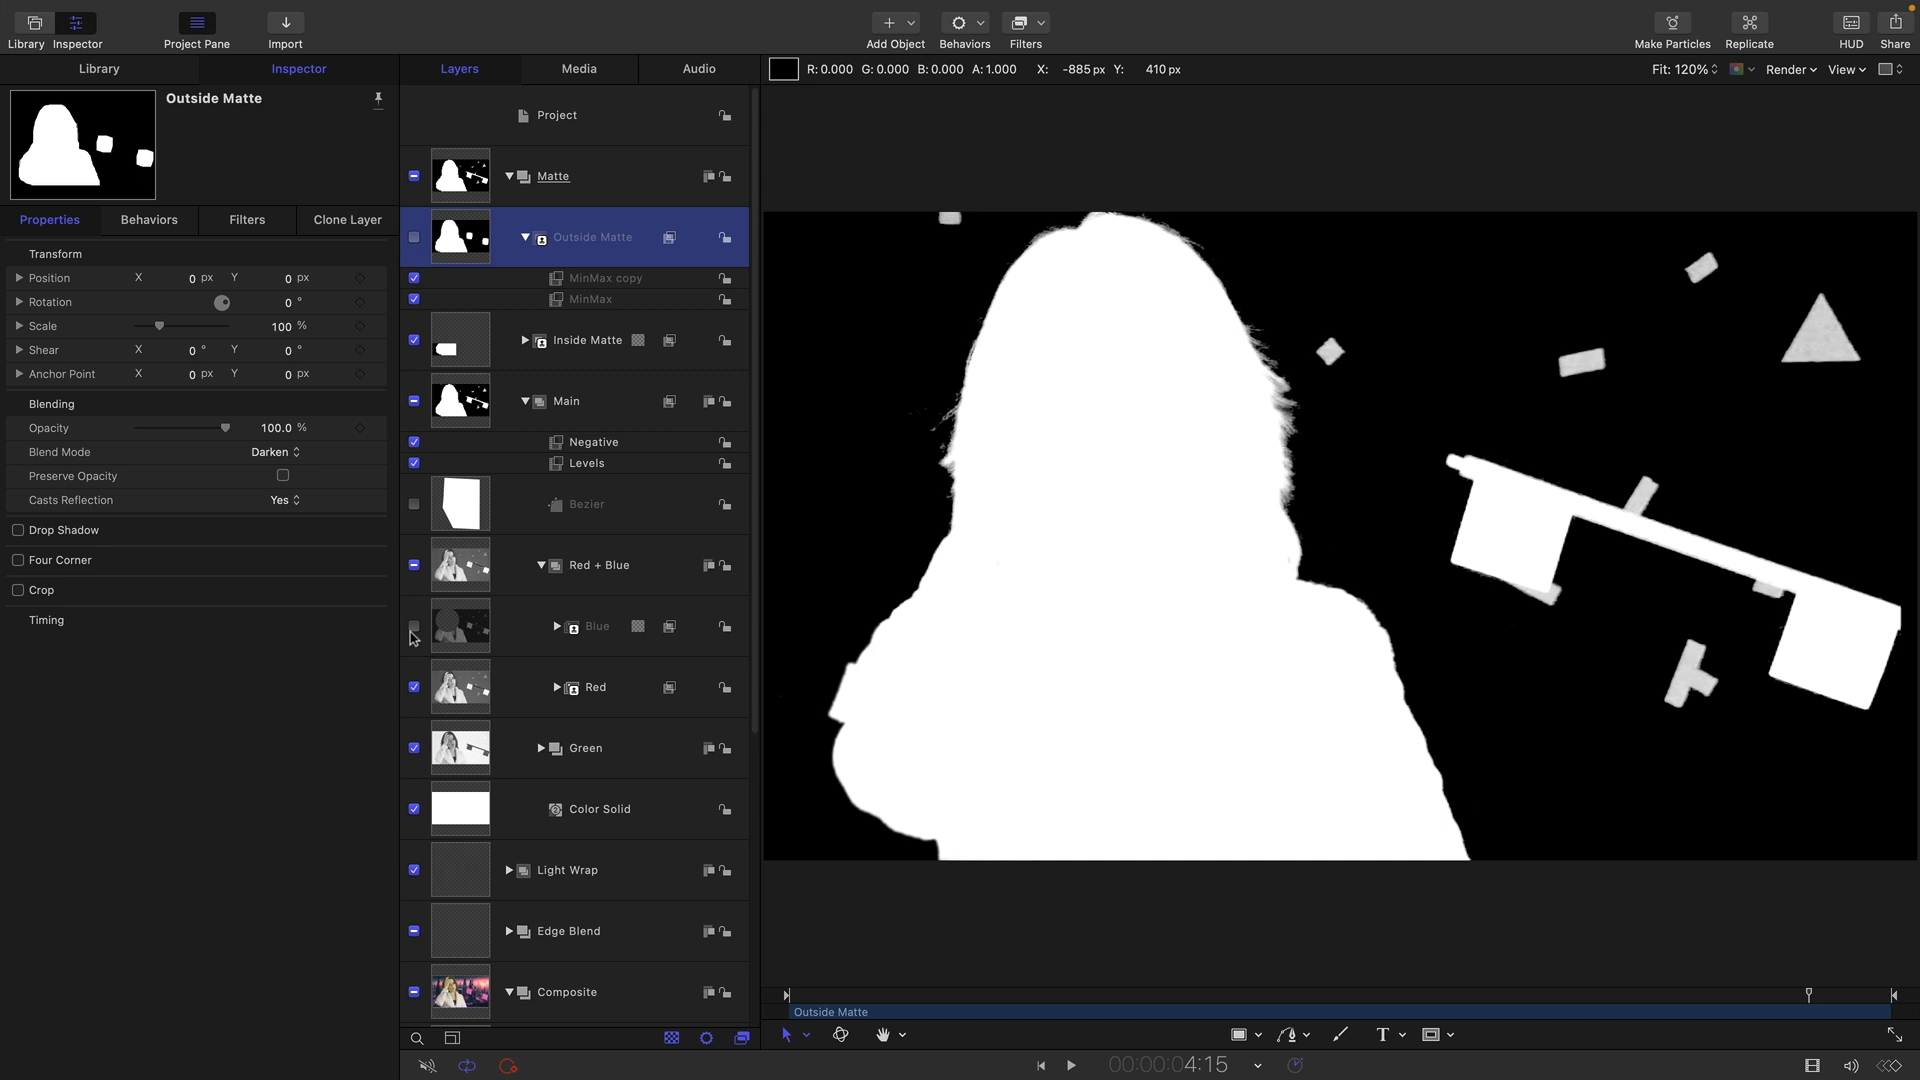 Library Inspector Project Pane Import Add Object Behaviors Filters Make Particles Replicate HUD Share
Library Inspector Layers Media Audio R: 0.000 G: 0.000 B: 0.000 A: 1.000 X: -885 px Y: 410 px Fit: 120% Render View
Outside Matte
Properties Behaviors Filters Clone Layer
Transform
Position X 0 px Y 0 px
Rotation 0 °
Scale 100 %
Shear X 0 ° Y 0 °
Anchor Point X 0 px Y 0 px
Blending
Opacity 100.0 %
Blend Mode Darken
Preserve Opacity
Casts Reflection Yes
Drop Shadow
Four Corner
Crop
Timing
Project
Matte
Outside Matte
MinMax copy
MinMax
Inside Matte
Main
Negative
Levels
Bezier
Red + Blue
Blue
Red
Green
Color Solid
Light Wrap
Edge Blend
Composite
Outside Matte
T
00:00:04:15